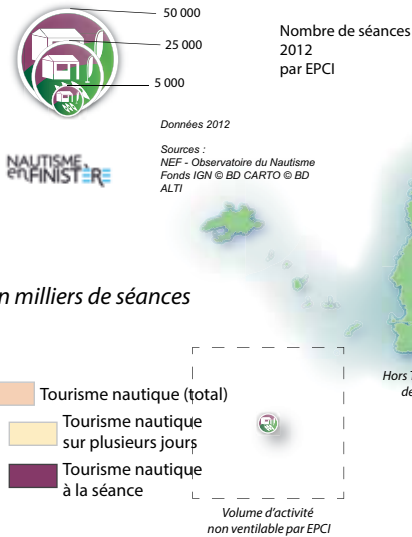 50 000
25 000
5 000
Nombre de séances
2012
par EPCI
Données 2012
Sources :
NEF - Observatoire du Nautisme
Fonds IGN © BD CARTO © BD
ALTI
NAUTISME
en FINISTÈRE
n milliers de séances
Hors T
de
Tourisme nautique (total)
Tourisme nautique
sur plusieurs jours
Tourisme nautique
à la séance
Volume d'activité
non ventilable par EPCI